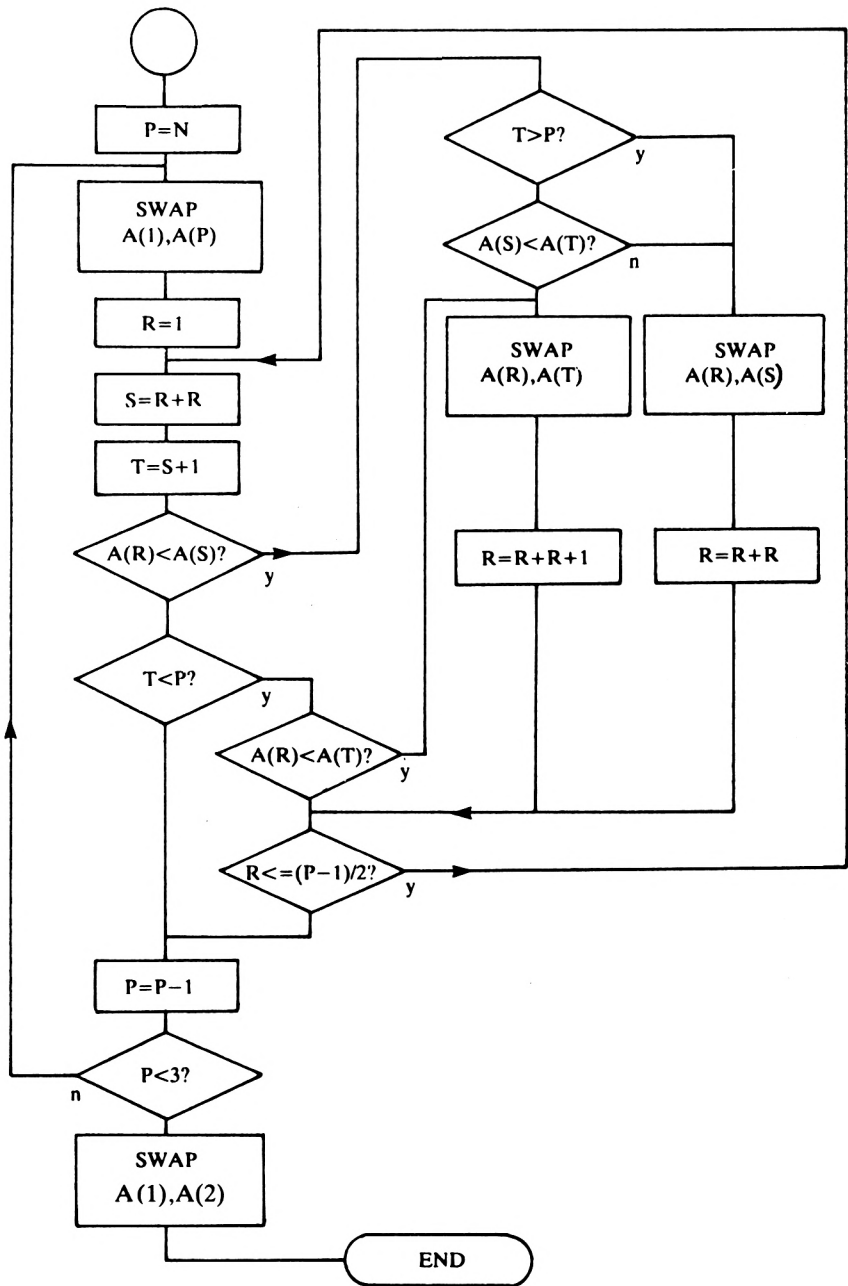 P=N
SWAP
A(1),A(P)
R=1
S=R+R
T=S+1
A(R)<A(S)?
y
T<P?
y
A(R)<A(T)?
y
R<=(P-1)/2?
y
P=P-1
P<3?
n
SWAP
A(1),A(2)
END
T>P?
y
A(S)<A(T)?
n
SWAP
A(R),A(T)
R=R+R+1
SWAP
A(R),A(S)
R=R+R